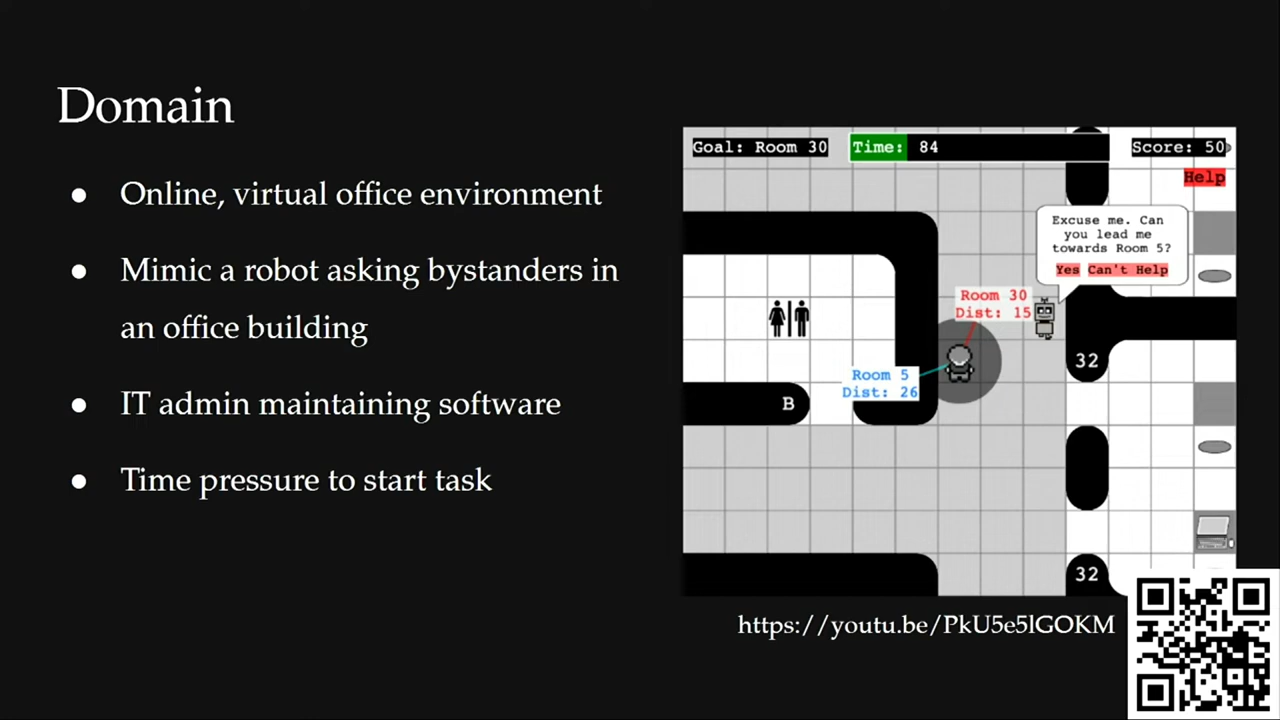 Domain
● Online, virtual office environment
● Mimic a robot asking bystanders in
an office building
● IT admin maintaining software
● Time pressure to start task
Goal: Room 30
Time: 84
Score: 50
Help
Excuse me. Can
you lead me
towards Room 5?
Yes Can't Help
Room 30
Dist: 15
Room 5
Dist: 26
32
B
32
https://youtu.be/PkU5e5lGOKM